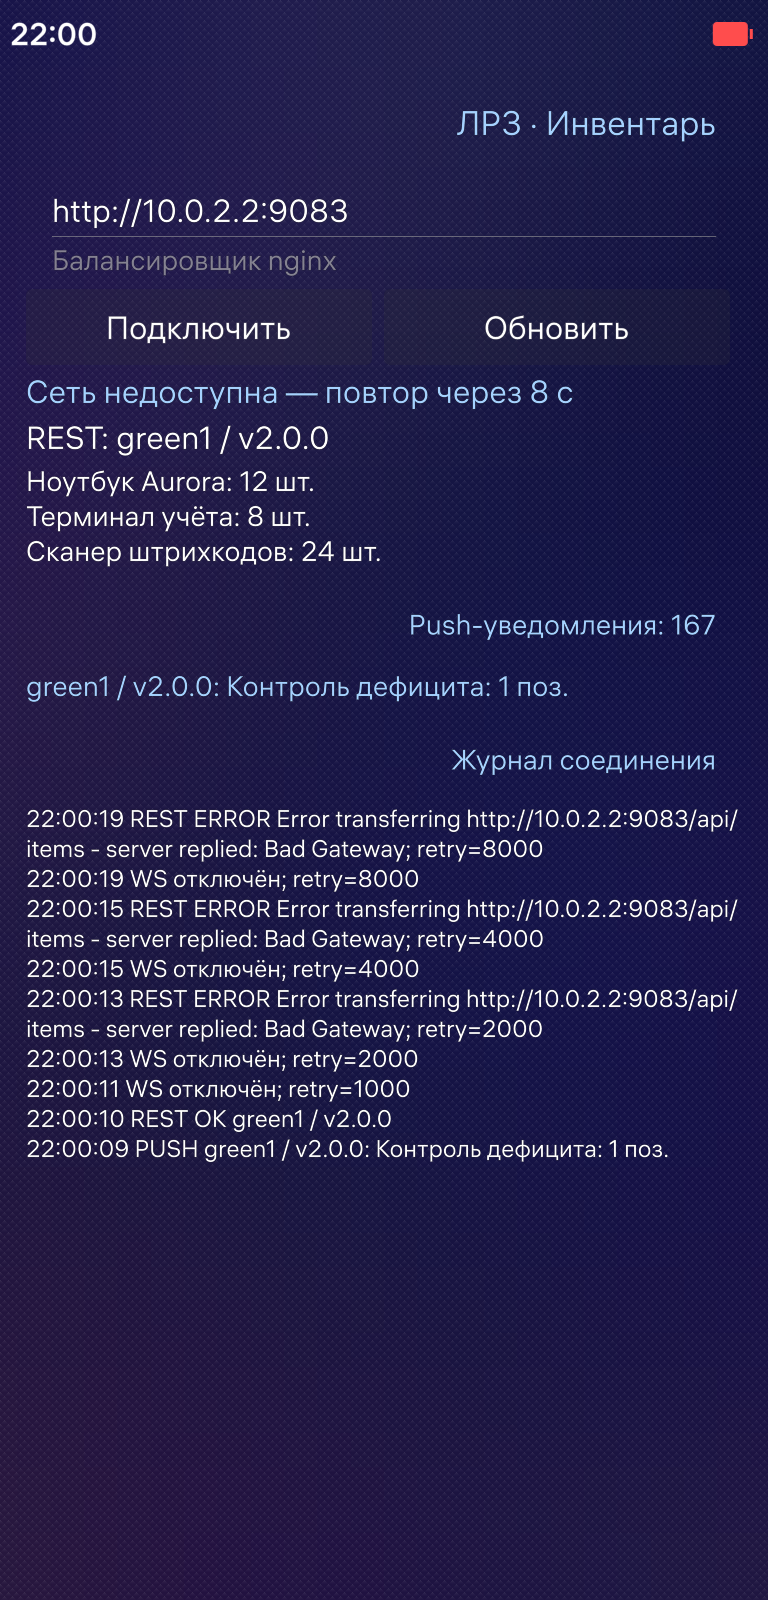 22:00
ЛР3 · Инвентарь
http://10.0.2.2:9083
Балансировщик nginx
Подключить
Обновить
Сеть недоступна — повтор через 8 с
REST: green1 / v2.0.0
Ноутбук Aurora: 12 шт.
Терминал учёта: 8 шт.
Сканер штрихкодов: 24 шт.
Push-уведомления: 167
green1 / v2.0.0: Контроль дефицита: 1 поз.
Журнал соединения
22:00:19 REST ERROR Error transferring http://10.0.2.2:9083/api/
items - server replied: Bad Gateway; retry=8000
22:00:19 WS отключён; retry=8000
22:00:15 REST ERROR Error transferring http://10.0.2.2:9083/api/
items - server replied: Bad Gateway; retry=4000
22:00:15 WS отключён; retry=4000
22:00:13 REST ERROR Error transferring http://10.0.2.2:9083/api/
items - server replied: Bad Gateway; retry=2000
22:00:13 WS отключён; retry=2000
22:00:11 WS отключён; retry=1000
22:00:10 REST OK green1 / v2.0.0
22:00:09 PUSH green1 / v2.0.0: Контроль дефицита: 1 поз.